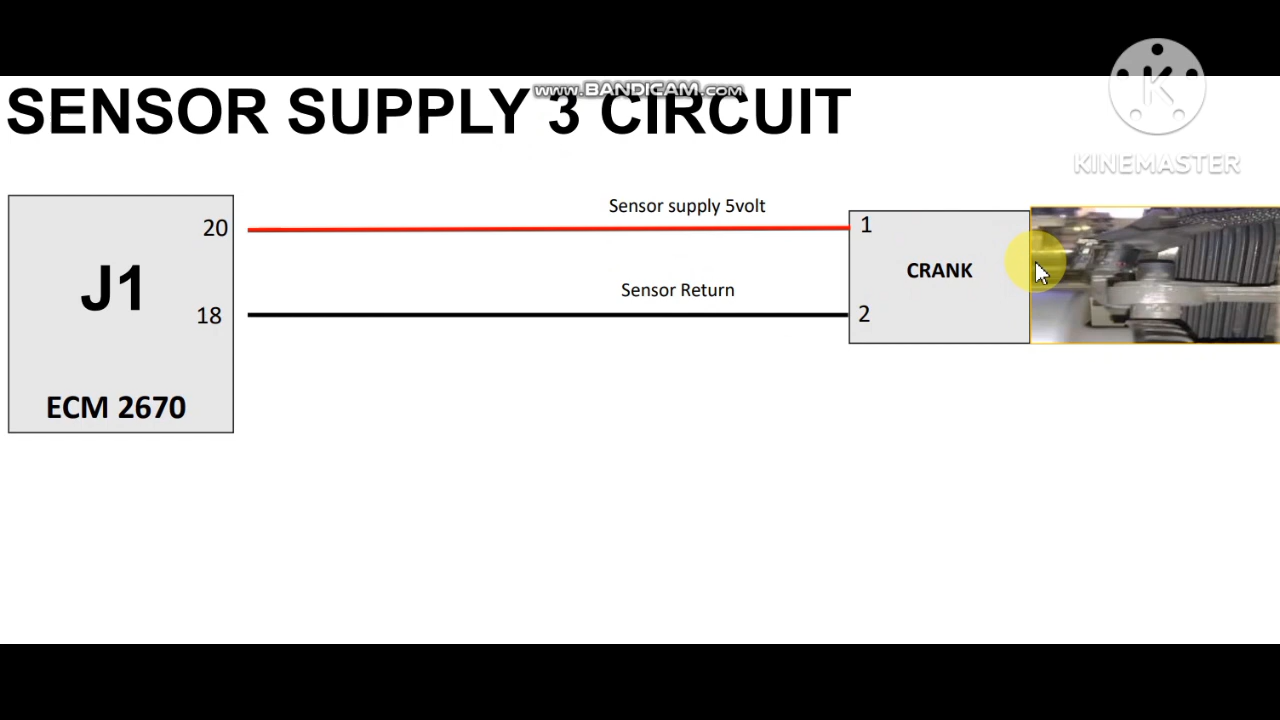 www.BANDICAM.com
SENSOR SUPPLY 3 CIRCUIT
K
KINEMASTER
Sensor supply 5volt
20
1
J1
CRANK
Sensor Return
18
2
ECM 2670